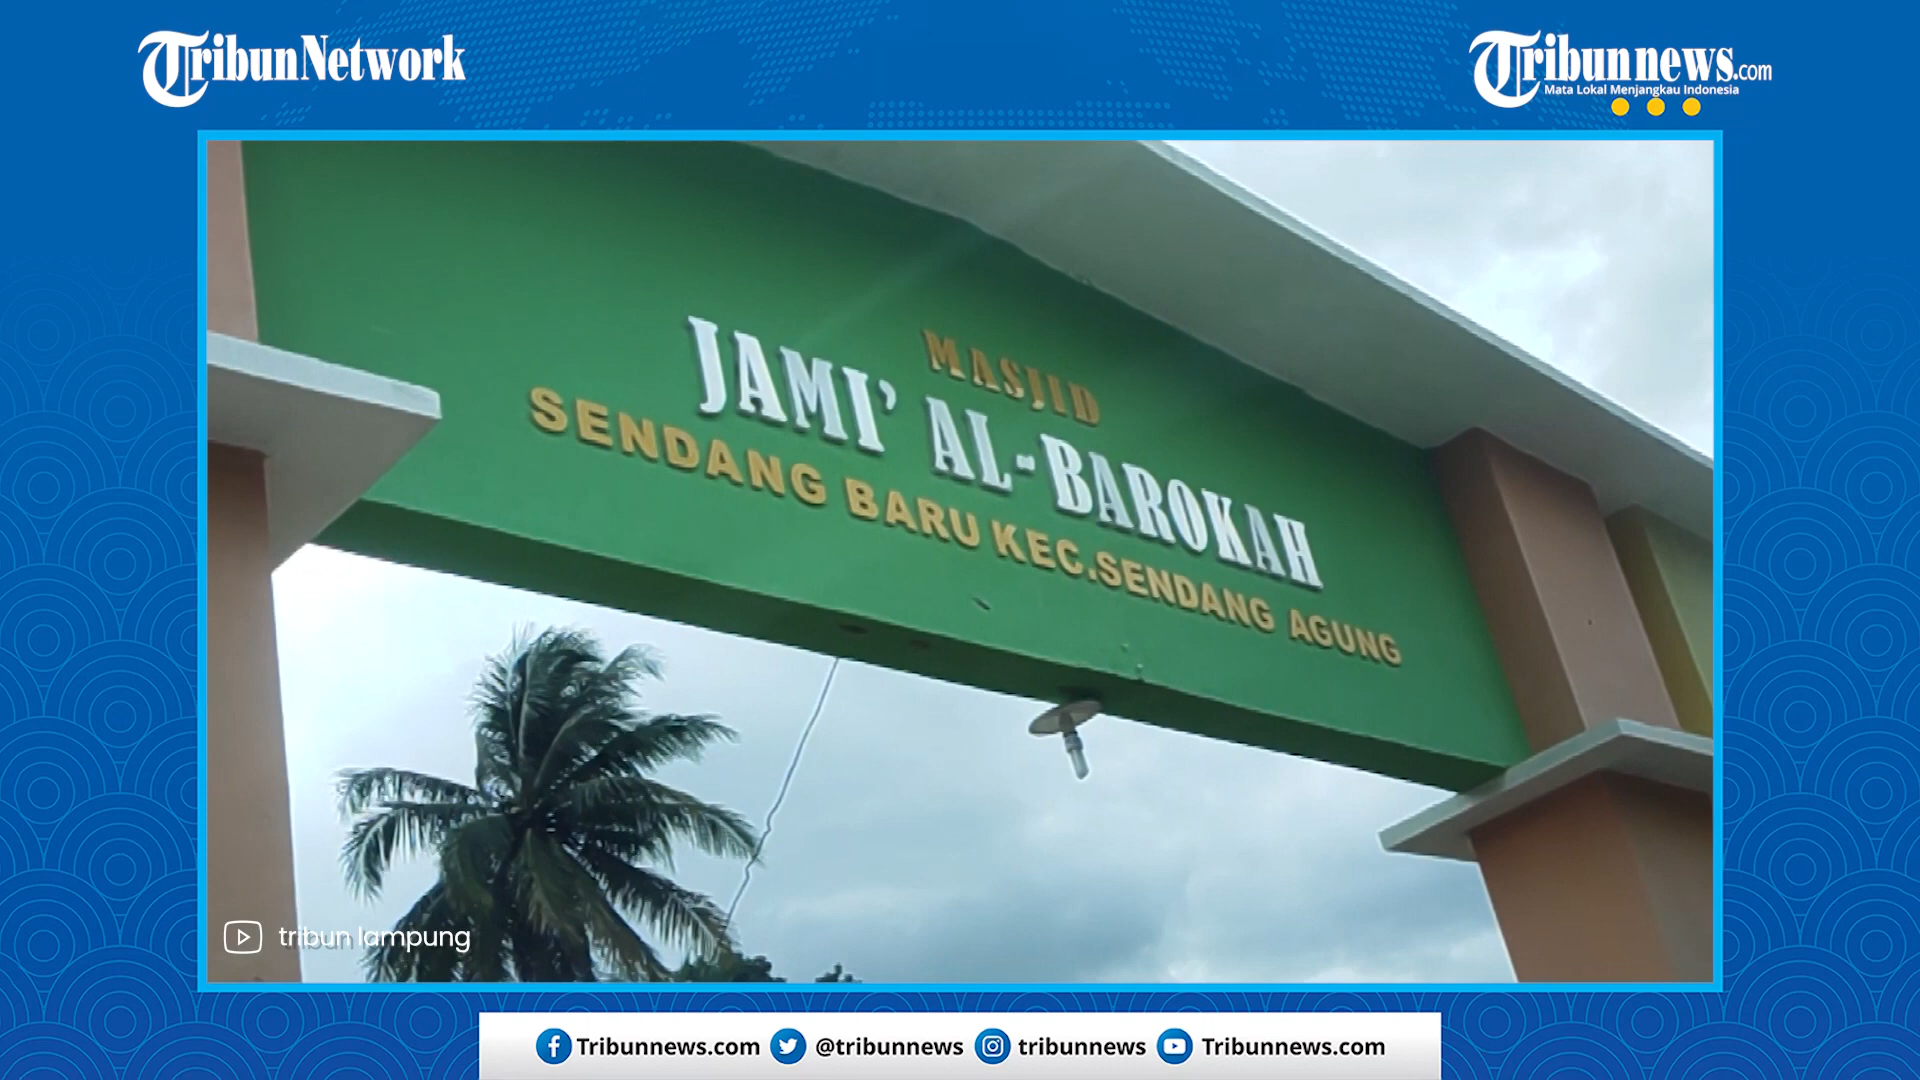 TribunNetwork
Tribunnews.com
Mata Lokal Menjangkau Indonesia
MASJID
JAMI' AL-BAROKAH
SENDANG BARU KEC.SENDANG AGUNG
tribun lampung
Tribunnews.com @tribunnews tribunnews Tribunnews.com